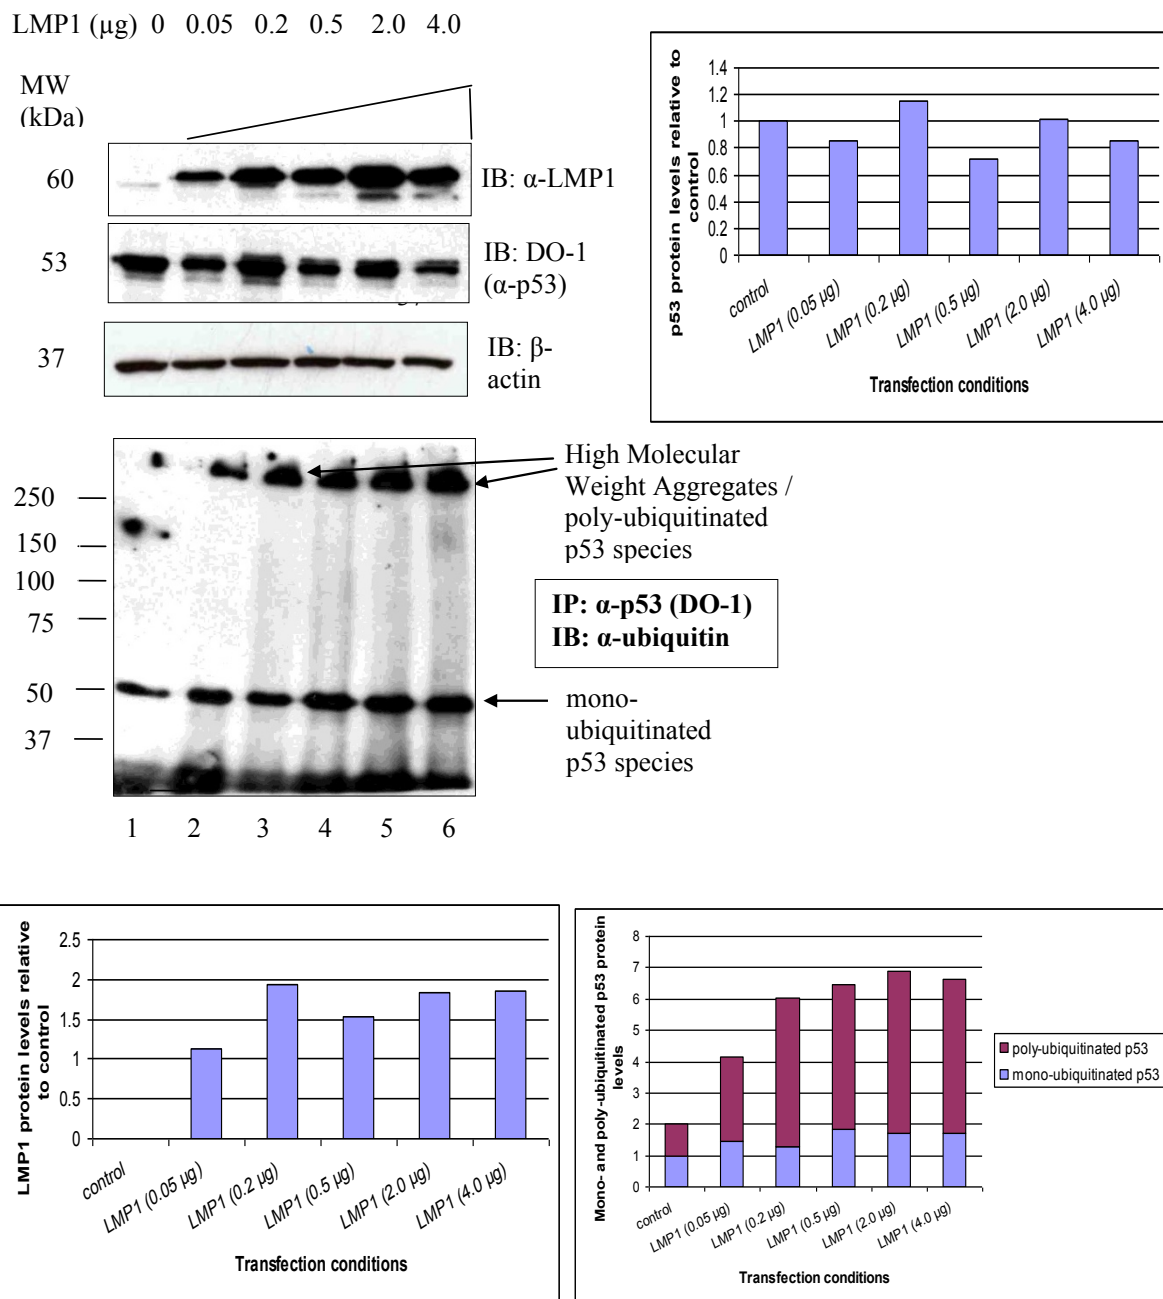 LMP1 (µg) 0 0.05 0.2 0.5 2.0 4.0
MW
(kDa)
60
IB: α-LMP1
53
IB: DO-1
(α-p53)
37
IB: β-
actin
250
150
100
75
50
37
High Molecular
Weight Aggregates /
poly-ubiquitinated
p53 species
IP: α-p53 (DO-1)
IB: α-ubiquitin
mono-
ubiquitinated
p53 species
1 2 3 4 5 6
p53 protein levels relative to
control
1.4
1.2
1
0.8
0.6
0.4
0.2
0
control
LMP1 (0.05 µg)
LMP1 (0.2 µg)
LMP1 (0.5 µg)
LMP1 (2.0 µg)
LMP1 (4.0 µg)
Transfection conditions
LMP1 protein levels relative
to control
2.5
2
1.5
1
0.5
0
control
LMP1 (0.05 µg)
LMP1 (0.2 µg)
LMP1 (0.5 µg)
LMP1 (2.0 µg)
LMP1 (4.0 µg)
Transfection conditions
Mono- and poly-ubiquitinated p53 protein
levels
8
7
6
5
4
3
2
1
0
control
LMP1 (0.05 µg)
LMP1 (0.2 µg)
LMP1 (0.5 µg)
LMP1 (2.0 µg)
LMP1 (4.0 µg)
Transfection conditions
poly-ubiquitinated p53
mono-ubiquitinated p53